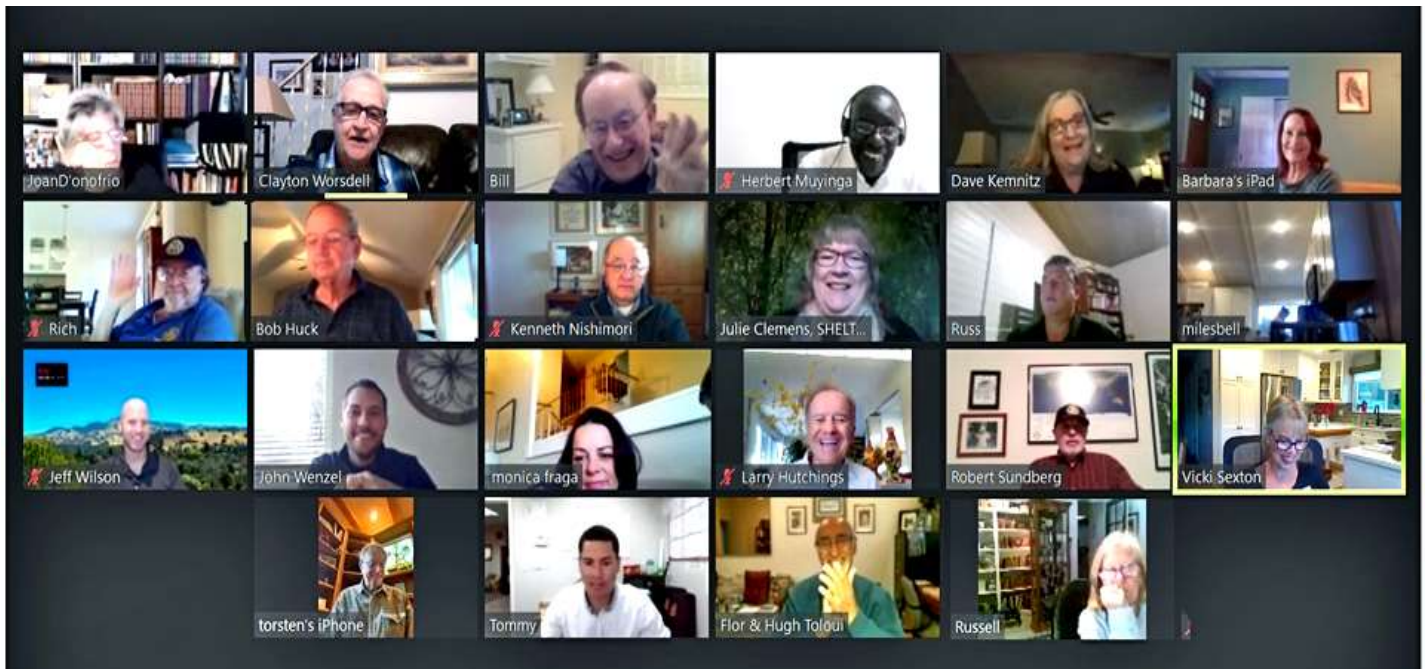 JoanD'onofrio
Clayton Worsdell
Bill
Herbert Muyinga
Dave Kemnitz
Barbara's iPad
Rich
Bob Huck
Kenneth Nishimori
Julie Clemens, SHELT...
Russ
milesbell
Jeff Wilson
John Wenzel
monica fraga
Larry Hutchings
Robert Sundberg
Vicki Sexton
torsten's iPhone
Tommy
Flor & Hugh Toloui
Russell